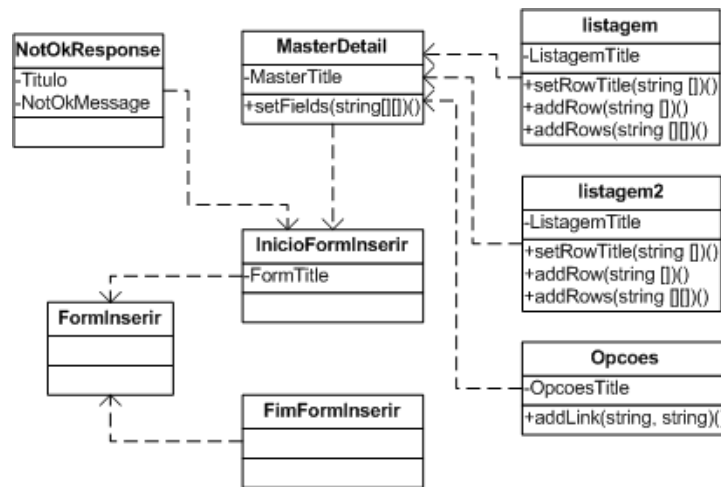 NotOkResponse
-Titulo
-NotOkMessage
MasterDetail
-MasterTitle
+setFields(string[][])()
listagem
-ListagemTitle
+setRowTitle(string [])()
+addRow(string [])()
+addRows(string [][])()
listagem2
-ListagemTitle
+setRowTitle(string [])()
+addRow(string [])()
+addRows(string [][])()
InicioFormInserir
-FormTitle
FormInserir
Opcoes
-OpcoesTitle
+addLink(string, string)()
FimFormInserir